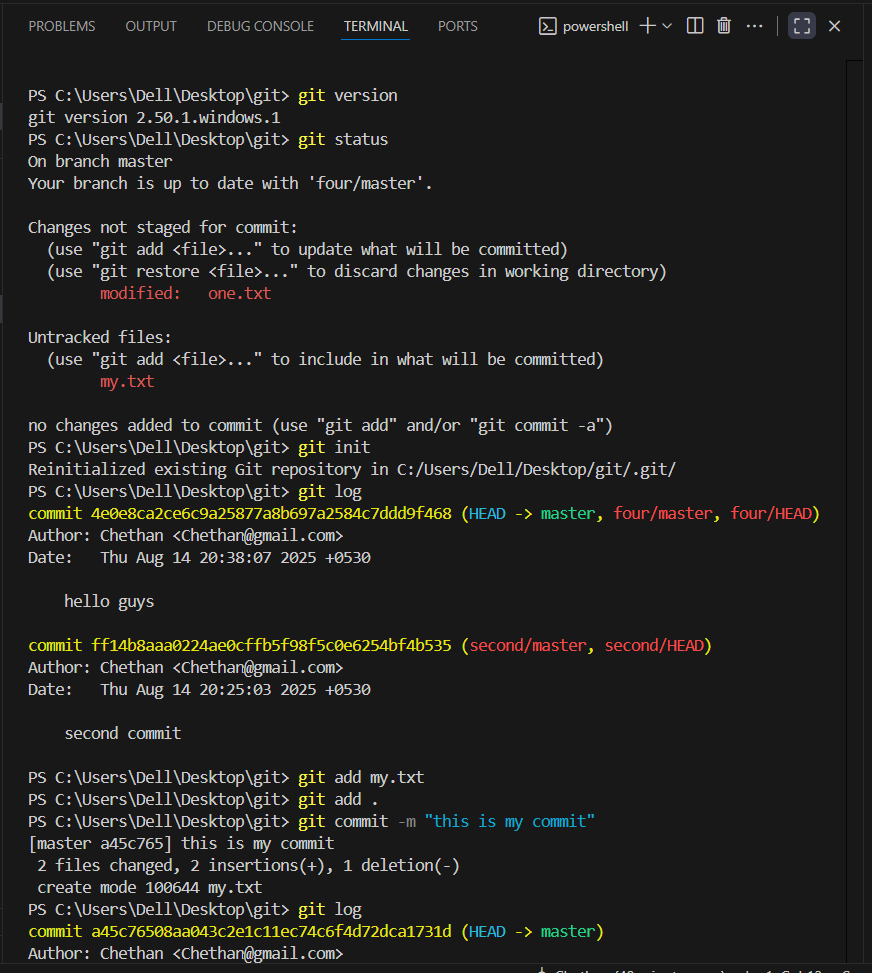 PROBLEMS OUTPUT DEBUG CONSOLE TERMINAL PORTS powershell
PS C:\Users\Dell\Desktop\git> git version
git version 2.50.1.windows.1
PS C:\Users\Dell\Desktop\git> git status
On branch master
Your branch is up to date with 'four/master'.
Changes not staged for commit:
(use "git add <file>..." to update what will be committed)
(use "git restore <file>..." to discard changes in working directory)
modified: one.txt
Untracked files:
(use "git add <file>..." to include in what will be committed)
my.txt
no changes added to commit (use "git add" and/or "git commit -a")
PS C:\Users\Dell\Desktop\git> git init
Reinitialized existing Git repository in C:/Users/Dell/Desktop/git/.git/
PS C:\Users\Dell\Desktop\git> git log
commit 4e0e8ca2ce6c9a25877a8b697a2584c7ddd9f468 (HEAD -> master, four/master, four/HEAD)
Author: Chethan <Chethan@gmail.com>
Date: Thu Aug 14 20:38:07 2025 +0530
hello guys
commit ff14b8aaa0224ae0cffb5f98f5c0e6254bf4b535 (second/master, second/HEAD)
Author: Chethan <Chethan@gmail.com>
Date: Thu Aug 14 20:25:03 2025 +0530
second commit
PS C:\Users\Dell\Desktop\git> git add my.txt
PS C:\Users\Dell\Desktop\git> git add .
PS C:\Users\Dell\Desktop\git> git commit -m "this is my commit"
[master a45c765] this is my commit
2 files changed, 2 insertions(+), 1 deletion(-)
create mode 100644 my.txt
PS C:\Users\Dell\Desktop\git> git log
commit a45c76508aa043c2e1c11ec74c6f4d72dca1731d (HEAD -> master)
Author: Chethan <Chethan@gmail.com>